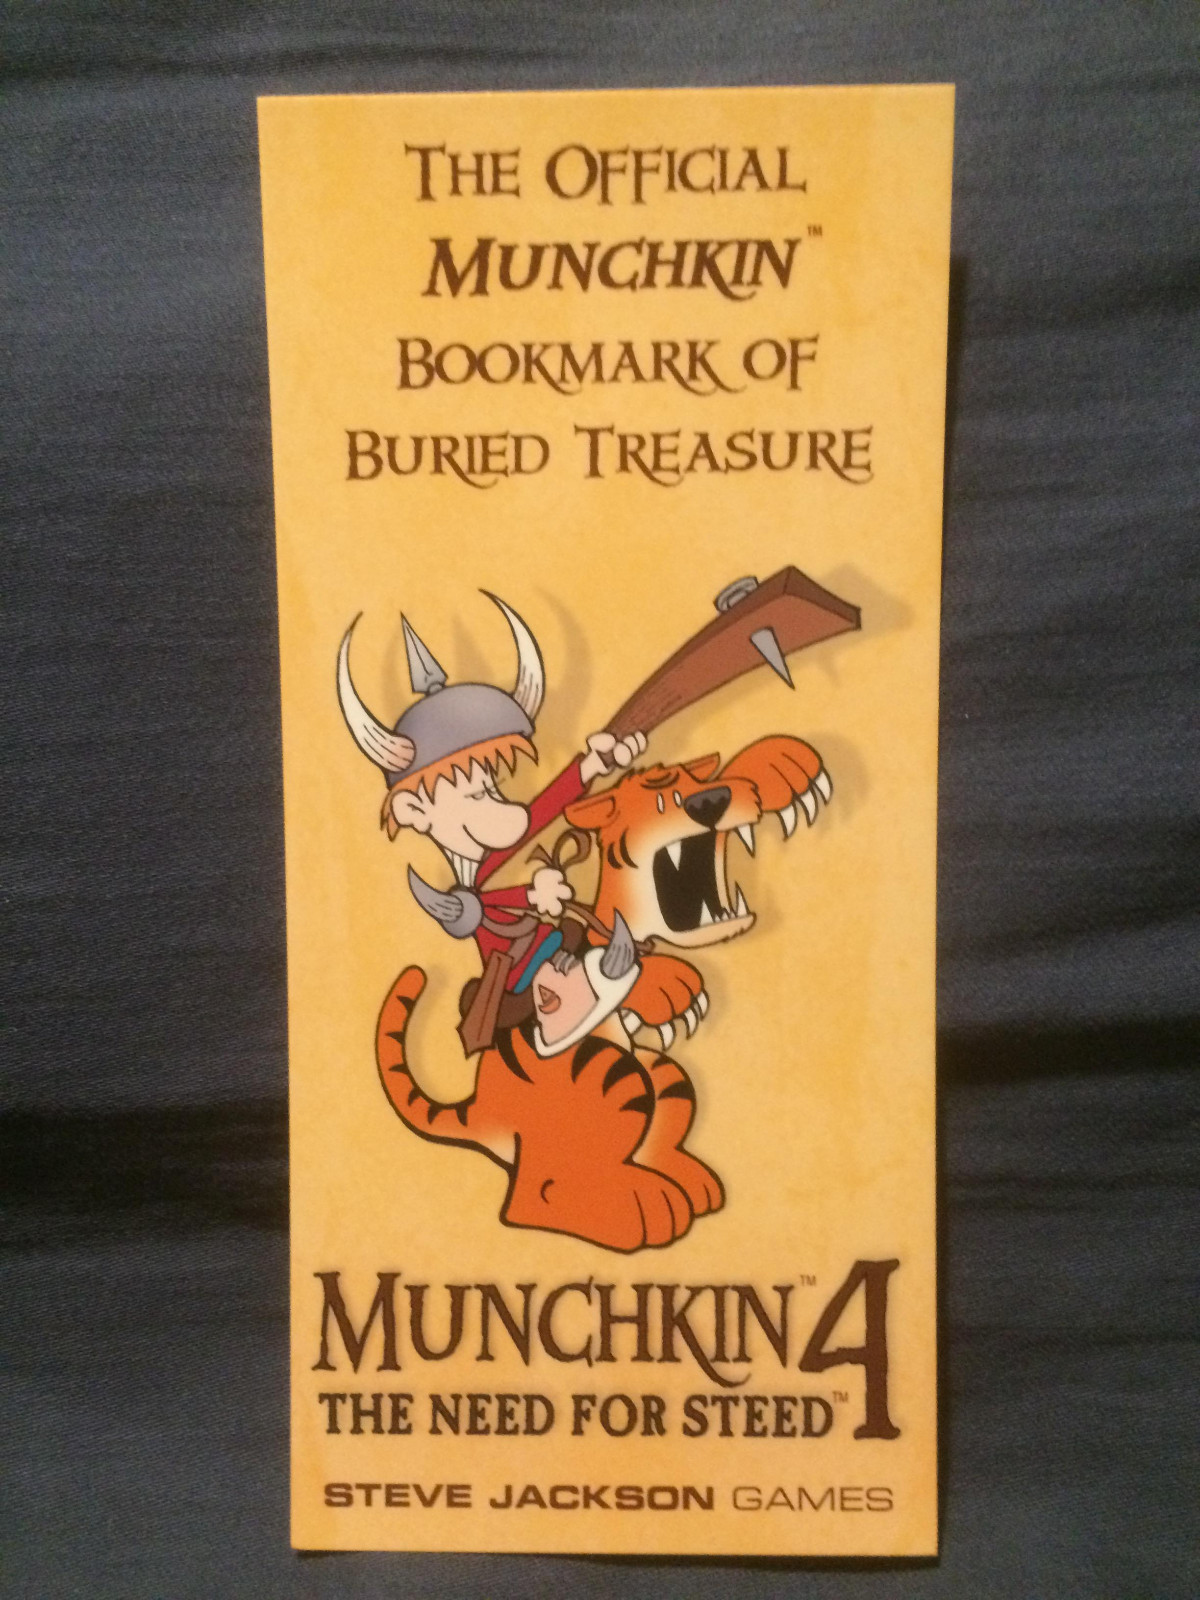 The Official
Munchkin™
Bookmark of
Buried Treasure
Munchkin™ 4
The Need for Steed™
STEVE JACKSON GAMES